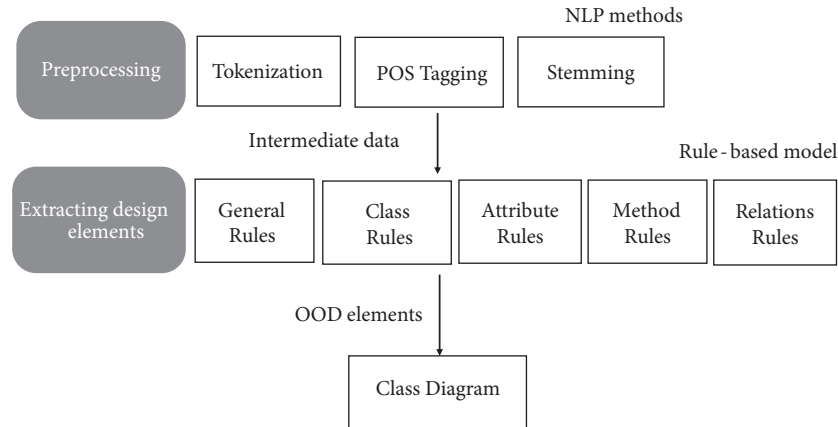 NLP methods
Preprocessing
Tokenization
POS Tagging
Stemming
Intermediate data
Rule-based model
Extracting design
elements
General
Rules
Class
Rules
Attribute
Rules
Method
Rules
Relations
Rules
OOD elements
Class Diagram